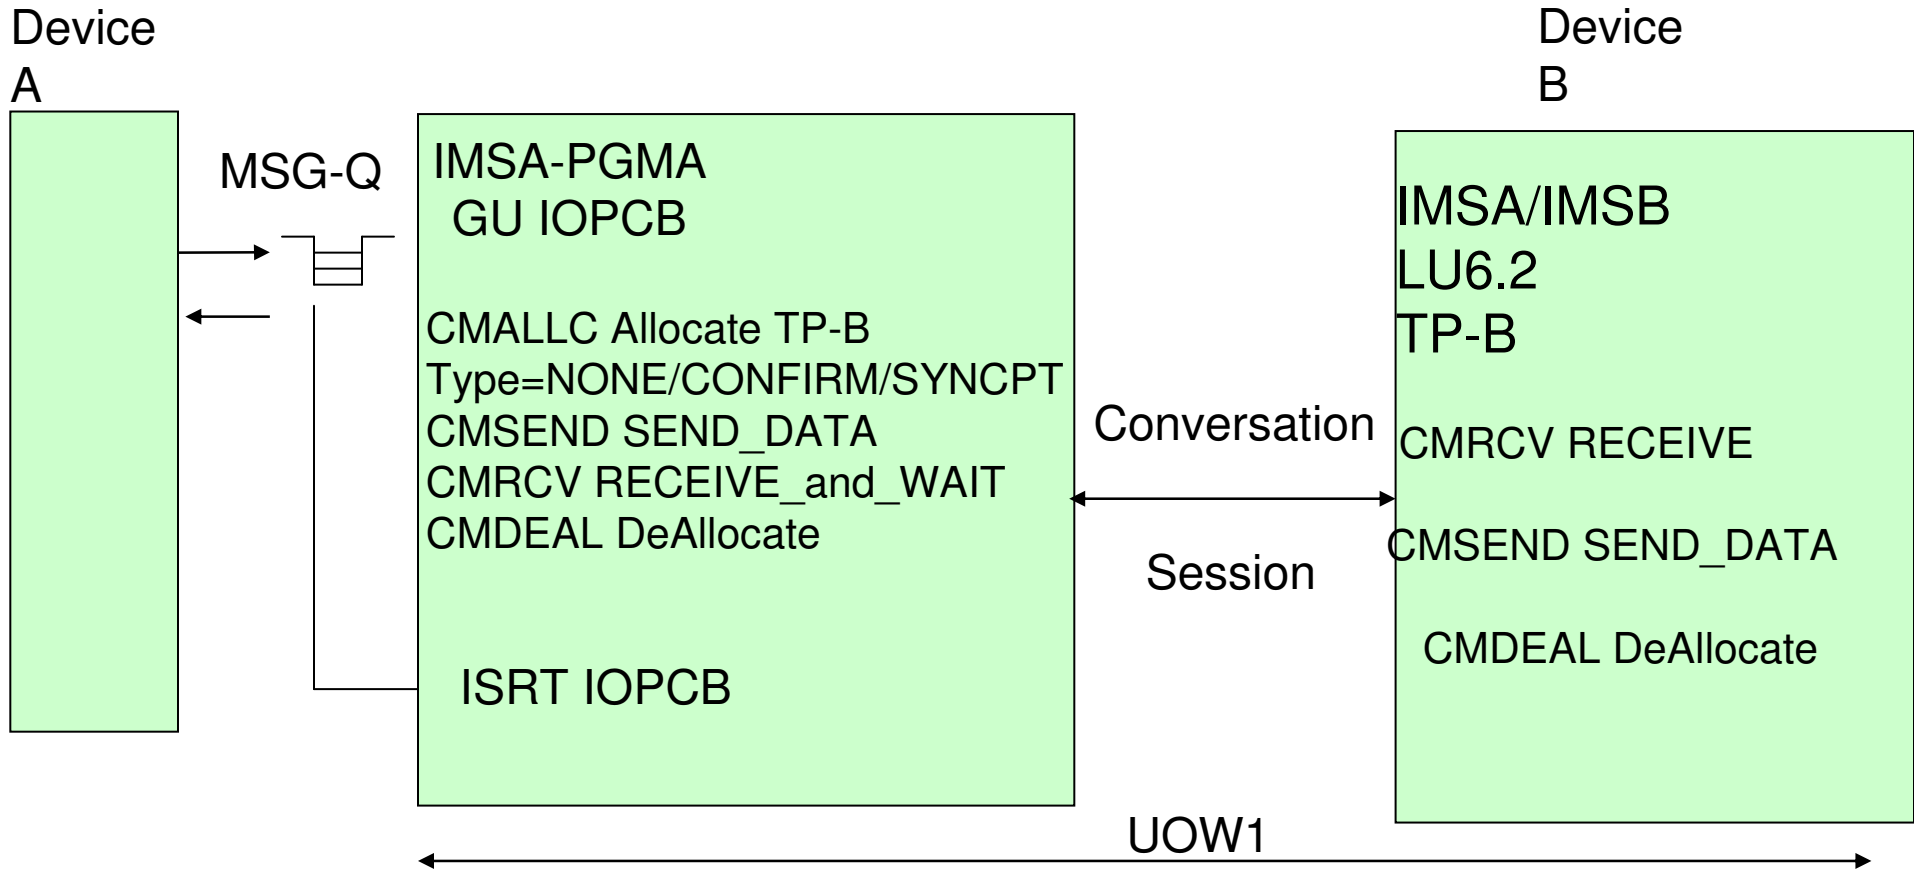 Device
A
MSG-Q
IMSA-PGMA
GU IOPCB
CMALLC Allocate TP-B
Type=NONE/CONFIRM/SYNCPT
CMSEND SEND_DATA
CMRCV RECEIVE_and_WAIT
CMDEAL DeAllocate
ISRT IOPCB
Conversation
Session
Device
B
IMSA/IMSB
LU6.2
TP-B
CMRCV RECEIVE
CMSEND SEND_DATA
CMDEAL DeAllocate
UOW1